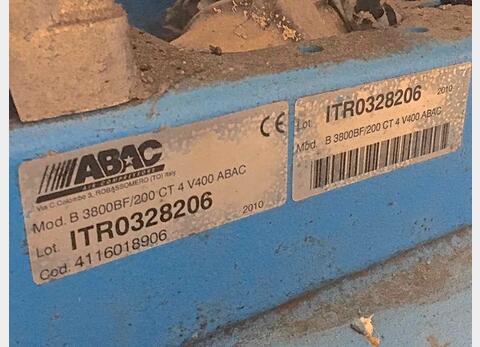 ABAC
AIR COMPRESSORS
Via C.Colombo 3, ROBASSOMERO (TO) Italy
Mod. B 3800BF/200 CT 4 V400 ABAC
Lot. ITR0328206 2010
Cod. 4116018906
CE
Lot. ITR0328206 2010
Mod. B 3800BF/200 CT 4 V400 ABAC